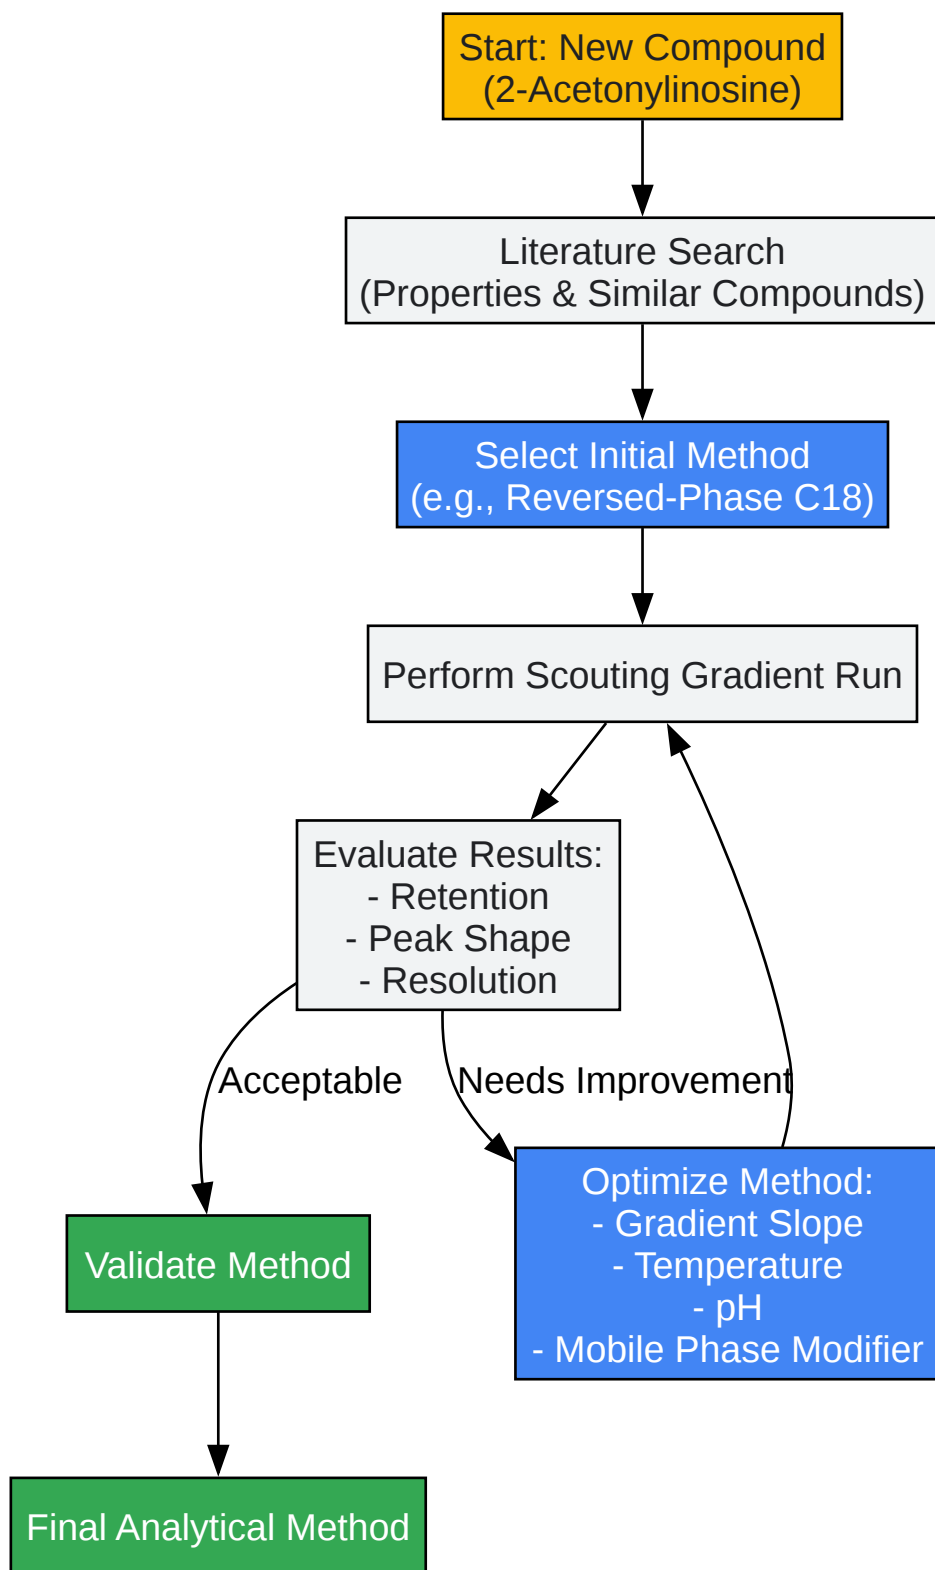 Start: New Compound
(2-Acetonylinosine)
Literature Search
(Properties & Similar Compounds)
Select Initial Method
(e.g., Reversed-Phase C18)
Perform Scouting Gradient Run
Evaluate Results:
- Retention
- Peak Shape
- Resolution
Acceptable
Needs Improvement
Optimize Method:
- Gradient Slope
- Temperature
- pH
- Mobile Phase Modifier
Validate Method
Final Analytical Method